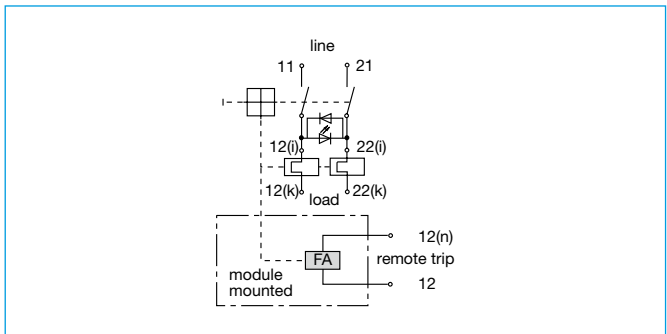 line
11 21
12(i) 22(i)
12(k) 22(k)
load
12(n)
FA remote trip
module
mounted
12